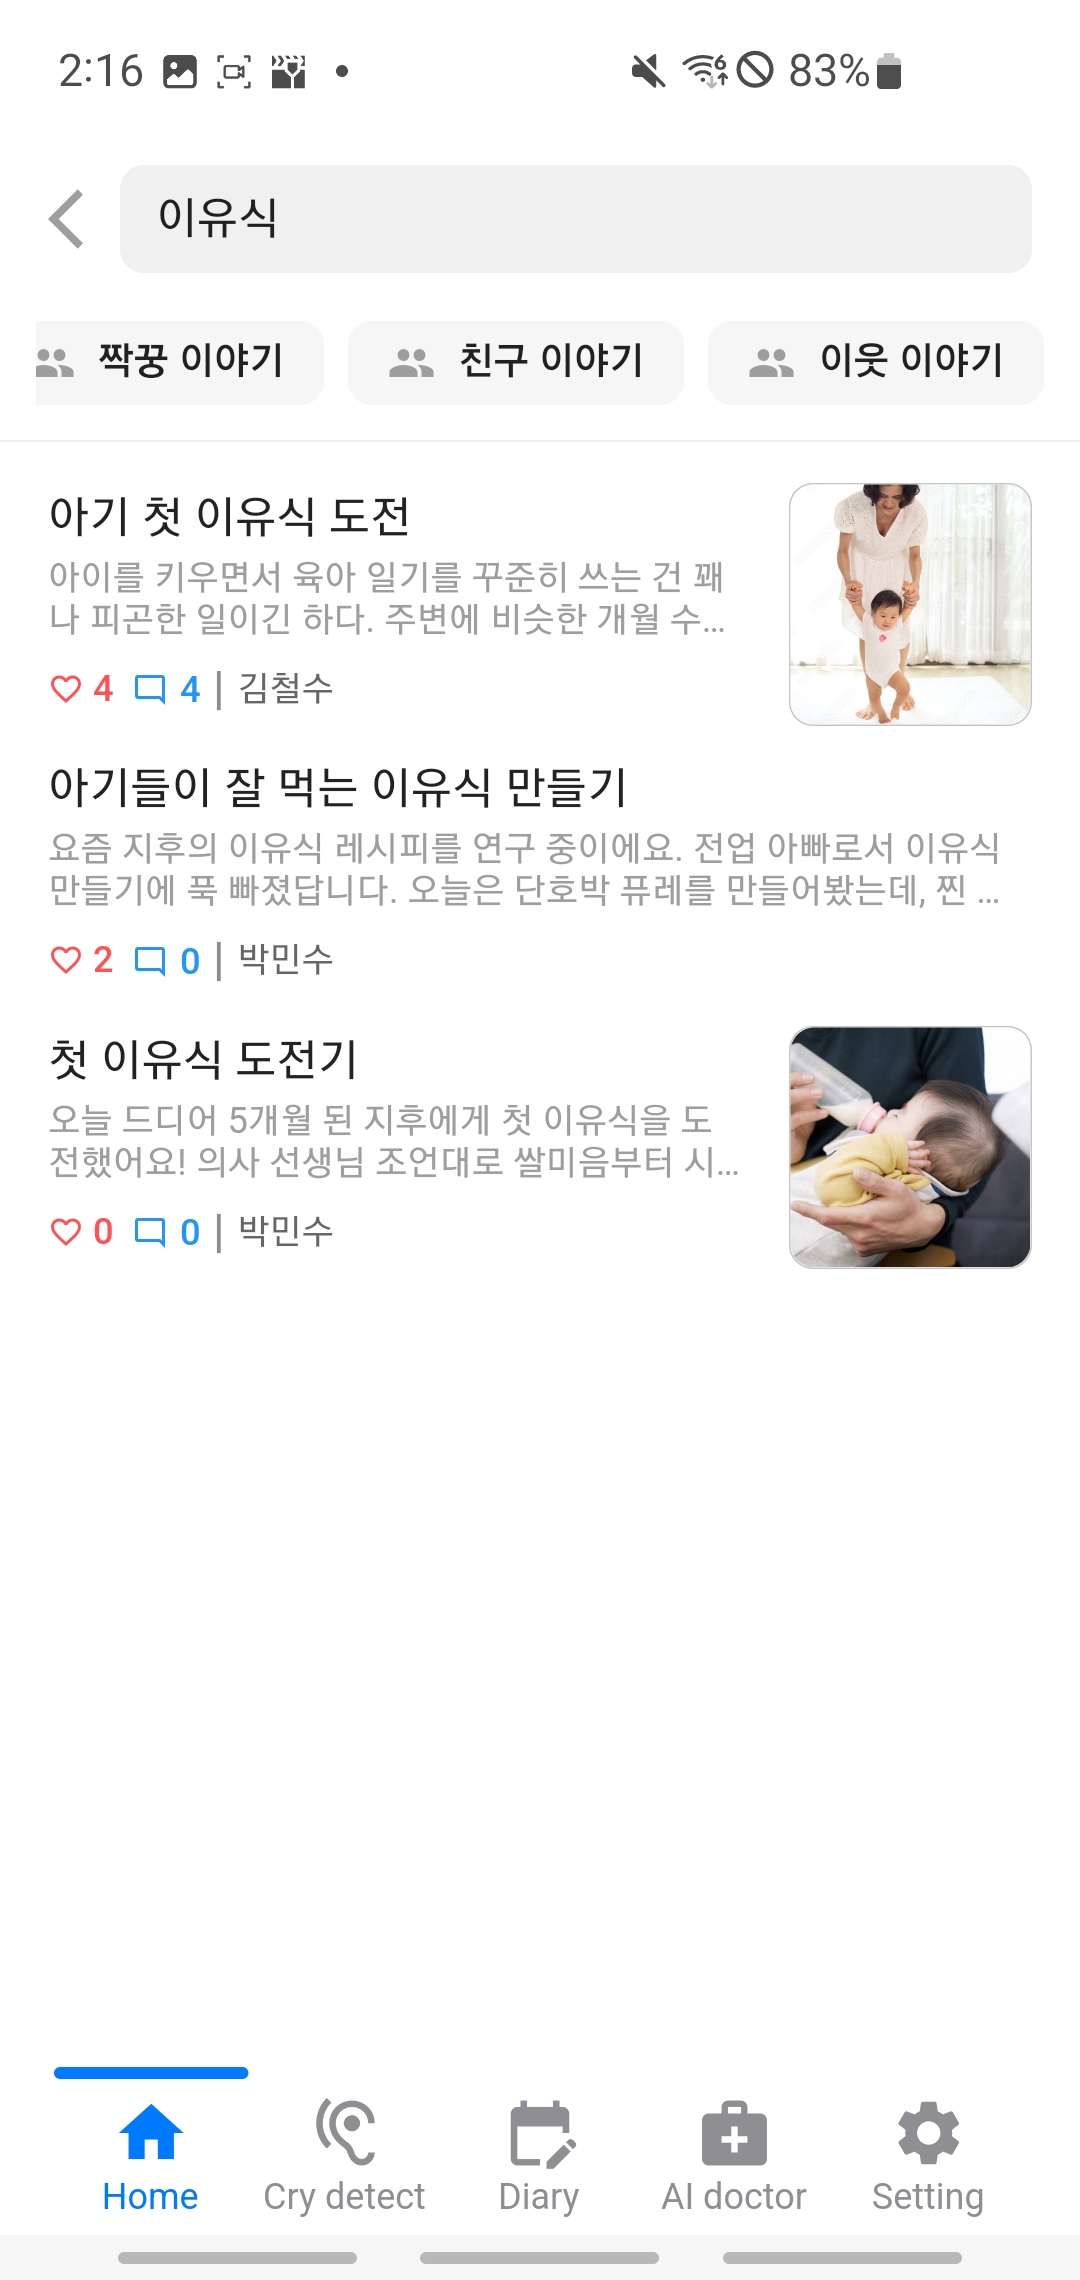 2:16
83%
이유식
짝꿍 이야기
친구 이야기
이웃 이야기
아기 첫 이유식 도전
아이를 키우면서 육아 일기를 꾸준히 쓰는 건 꽤
나 피곤한 일이긴 하다. 주변에 비슷한 개월 수...
4 4 | 김철수
아기들이 잘 먹는 이유식 만들기
요즘 지후의 이유식 레시피를 연구 중이에요. 전업 아빠로서 이유식
만들기에 푹 빠졌답니다. 오늘은 단호박 퓨레를 만들어봤는데, 찐 ...
2 0 | 박민수
첫 이유식 도전기
오늘 드디어 5개월 된 지후에게 첫 이유식을 도
전했어요! 의사 선생님 조언대로 쌀미음부터 시...
0 0 | 박민수
Home
Cry detect
Diary
AI doctor
Setting